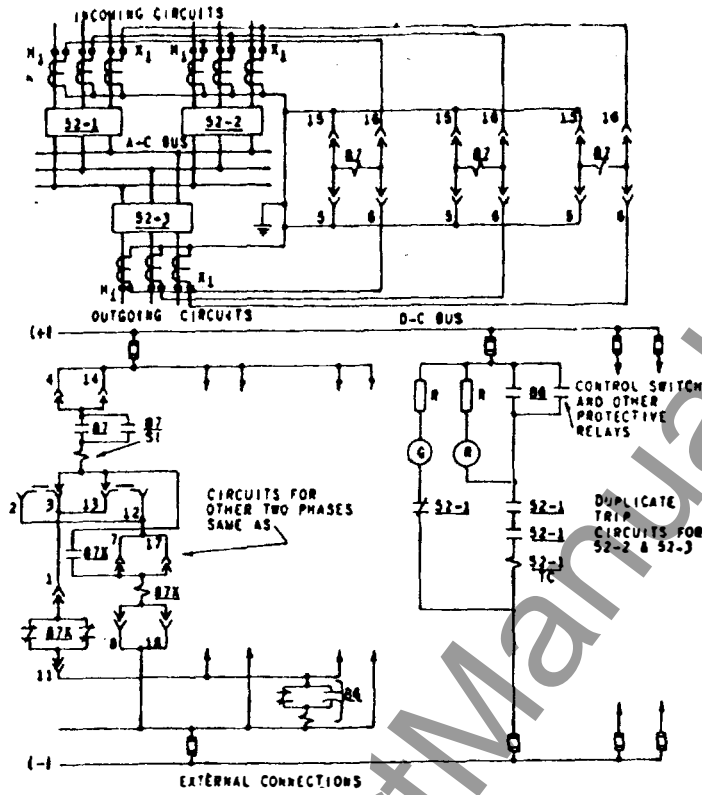 INCOMING CIRCUITS
H1 X1 H1 X1
52-1 52-2
A-C BUS
15 16 15 16 15 16
87 87 87
52-3
5 6 5 6 5 6
H1 X1
OUTGOING CIRCUITS
D-C BUS
(+)
4 14
87 87
SI
R R 86
CONTROL SWITCH
AND OTHER
PROTECTIVE
RELAYS
G R
2 3 13 12
CIRCUITS FOR
OTHER TWO PHASES
SAME AS
52-1 52-1
DUPLICATE
TRIP
CIRCUITS FOR
52-2 & 52-3
52-1
52-1
TC
87X 7 17
1
87X
87X
8 18
11
86
(-)
EXTERNAL CONNECTIONS